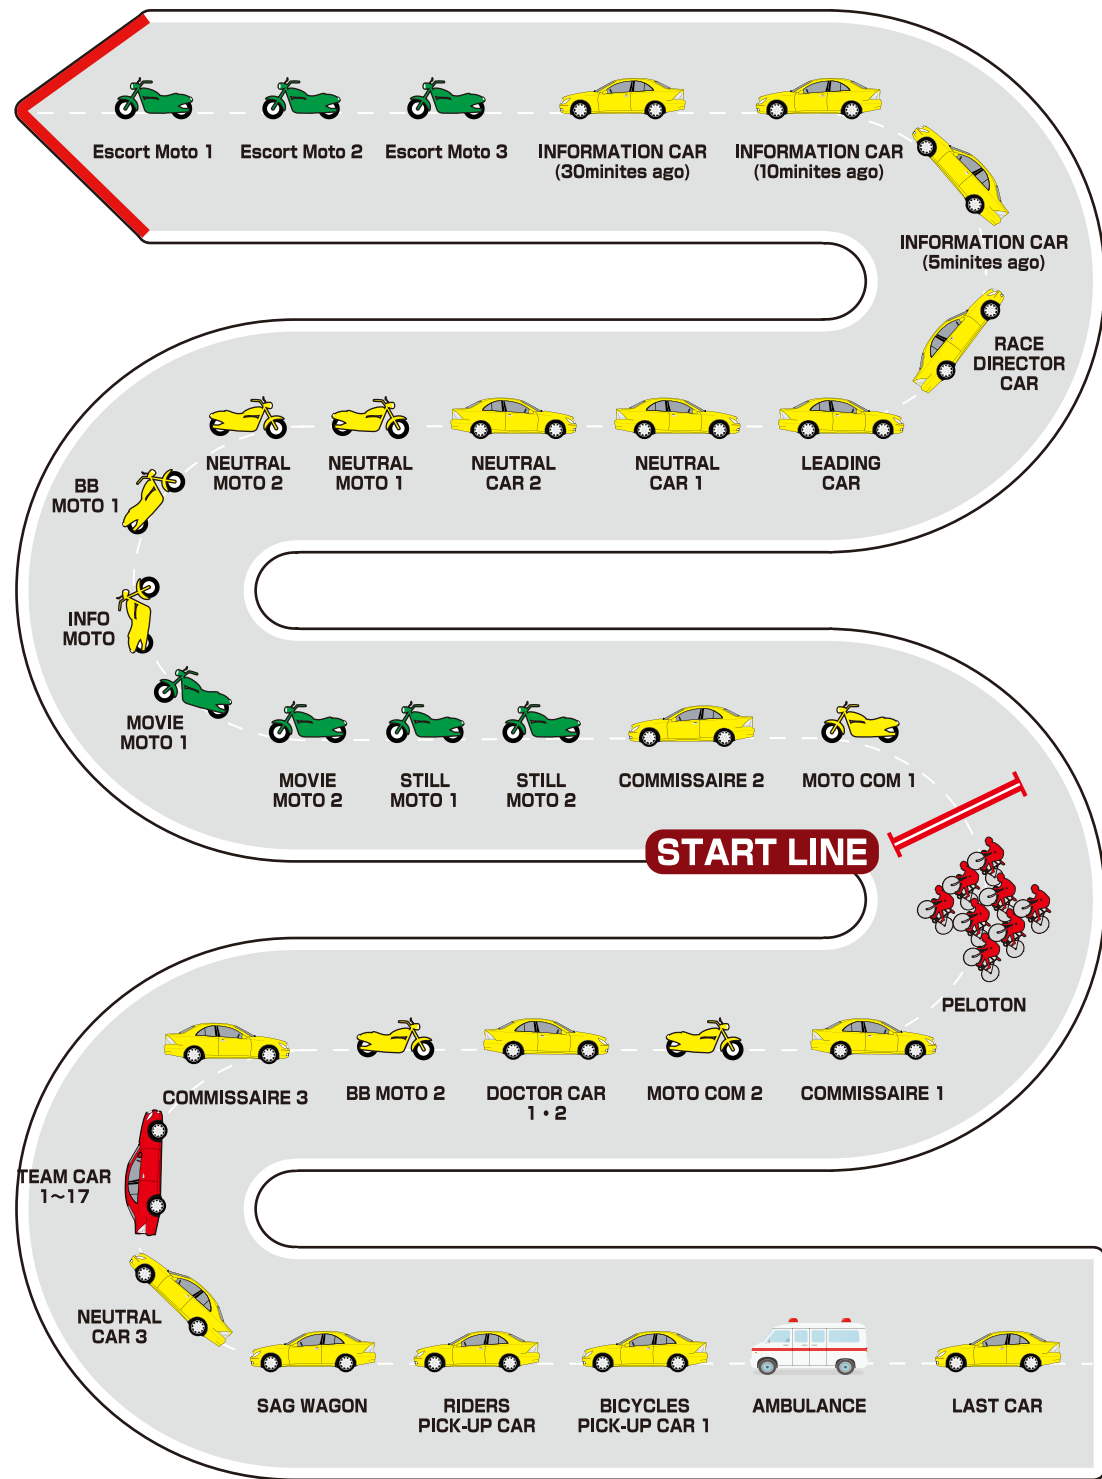 Escort Moto 1
Escort Moto 2
Escort Moto 3
INFORMATION CAR
(30minites ago)
INFORMATION CAR
(10minites ago)
INFORMATION CAR
(5minites ago)
RACE
DIRECTOR
CAR
LEADING
CAR
NEUTRAL
CAR 1
NEUTRAL
CAR 2
NEUTRAL
MOTO 1
NEUTRAL
MOTO 2
BB
MOTO 1
INFO
MOTO
MOVIE
MOTO 1
MOVIE
MOTO 2
STILL
MOTO 1
STILL
MOTO 2
COMMISSAIRE 2
MOTO COM 1
START LINE
PELOTON
COMMISSAIRE 1
MOTO COM 2
DOCTOR CAR
1・2
BB MOTO 2
COMMISSAIRE 3
TEAM CAR
1〜17
NEUTRAL
CAR 3
SAG WAGON
RIDERS
PICK-UP CAR
BICYCLES
PICK-UP CAR 1
AMBULANCE
LAST CAR